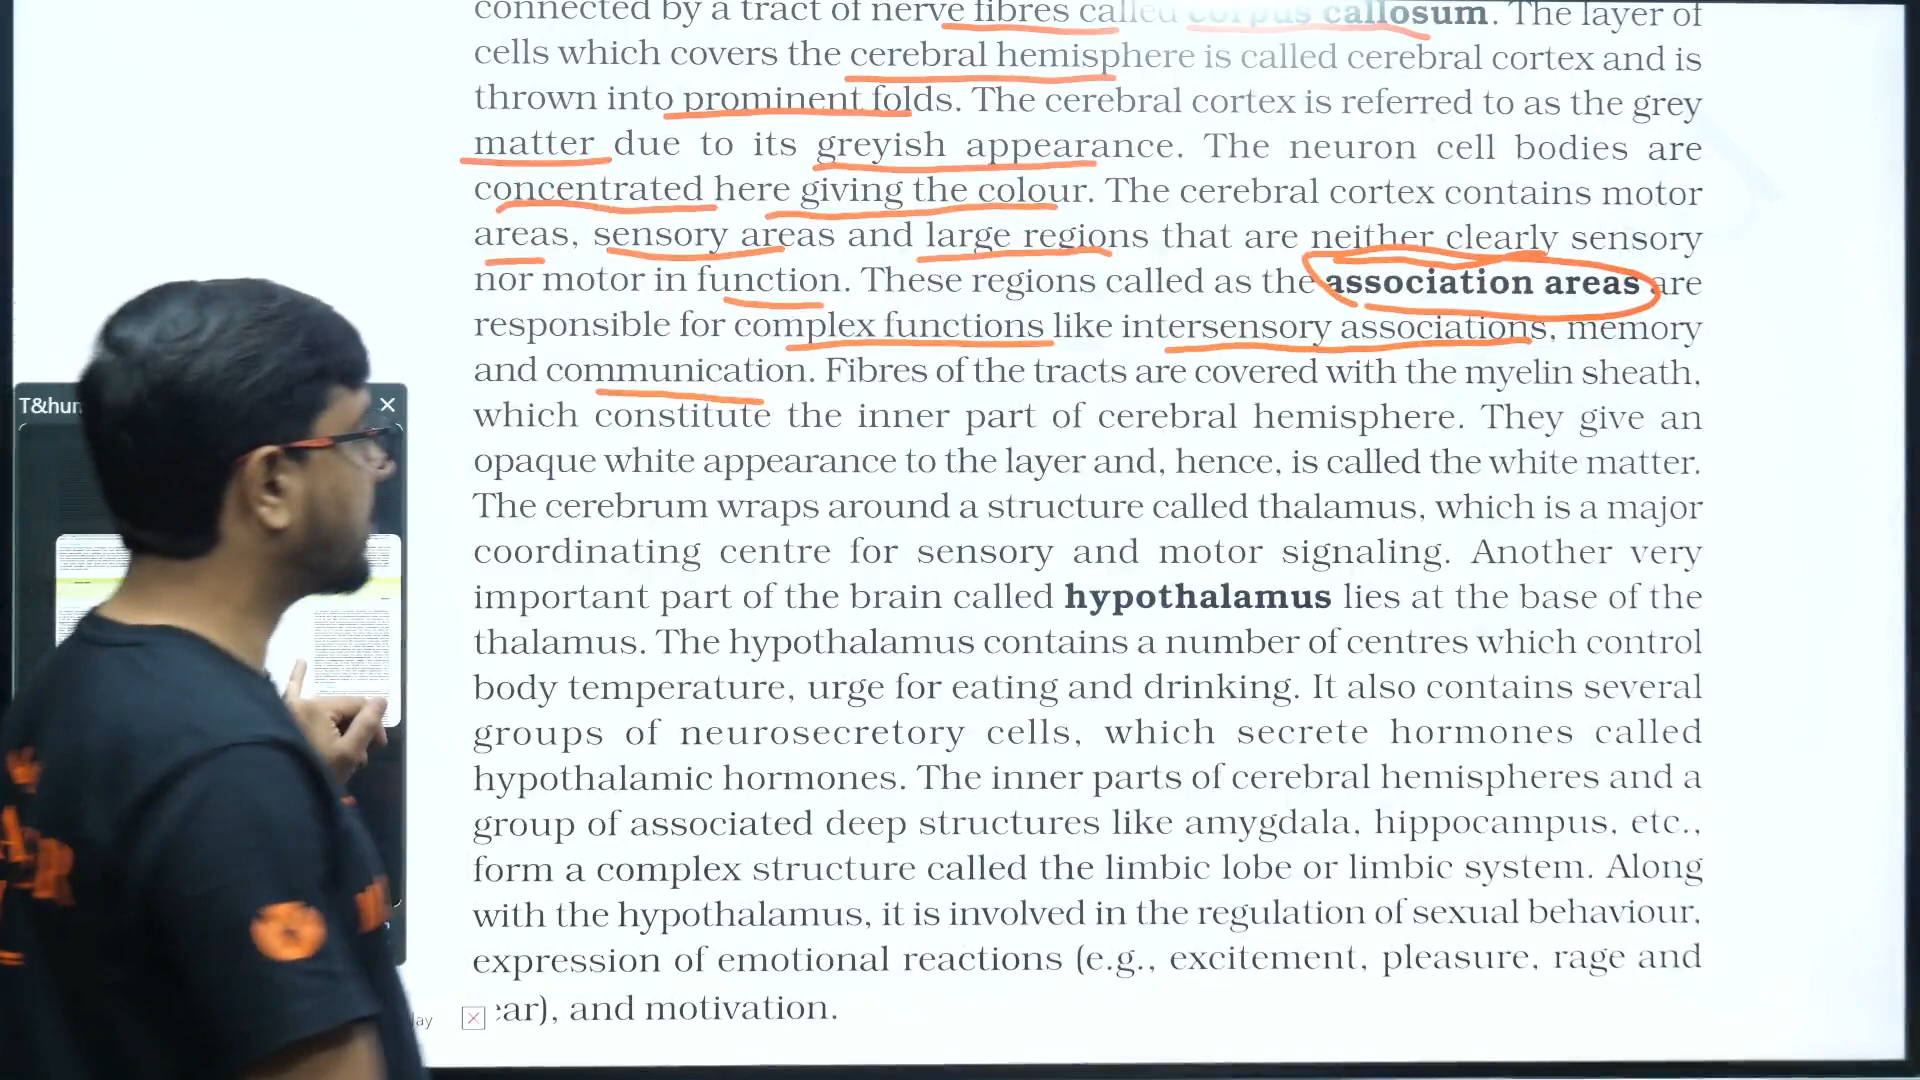 connected by a tract of nerve fibres called corpus callosum. The layer of
cells which covers the cerebral hemisphere is called cerebral cortex and is
thrown into prominent folds. The cerebral cortex is referred to as the grey
matter due to its greyish appearance. The neuron cell bodies are
concentrated here giving the colour. The cerebral cortex contains motor
areas, sensory areas and large regions that are neither clearly sensory
nor motor in function. These regions called as the association areas are
responsible for complex functions like intersensory associations, memory
and communication. Fibres of the tracts are covered with the myelin sheath,
which constitute the inner part of cerebral hemisphere. They give an
opaque white appearance to the layer and, hence, is called the white matter.
The cerebrum wraps around a structure called thalamus, which is a major
coordinating centre for sensory and motor signaling. Another very
important part of the brain called hypothalamus lies at the base of the
thalamus. The hypothalamus contains a number of centres which control
body temperature, urge for eating and drinking. It also contains several
groups of neurosecretory cells, which secrete hormones called
hypothalamic hormones. The inner parts of cerebral hemispheres and a
group of associated deep structures like amygdala, hippocampus, etc.,
form a complex structure called the limbic lobe or limbic system. Along
with the hypothalamus, it is involved in the regulation of sexual behaviour,
expression of emotional reactions (e.g., excitement, pleasure, rage and
ear), and motivation.
T&hu